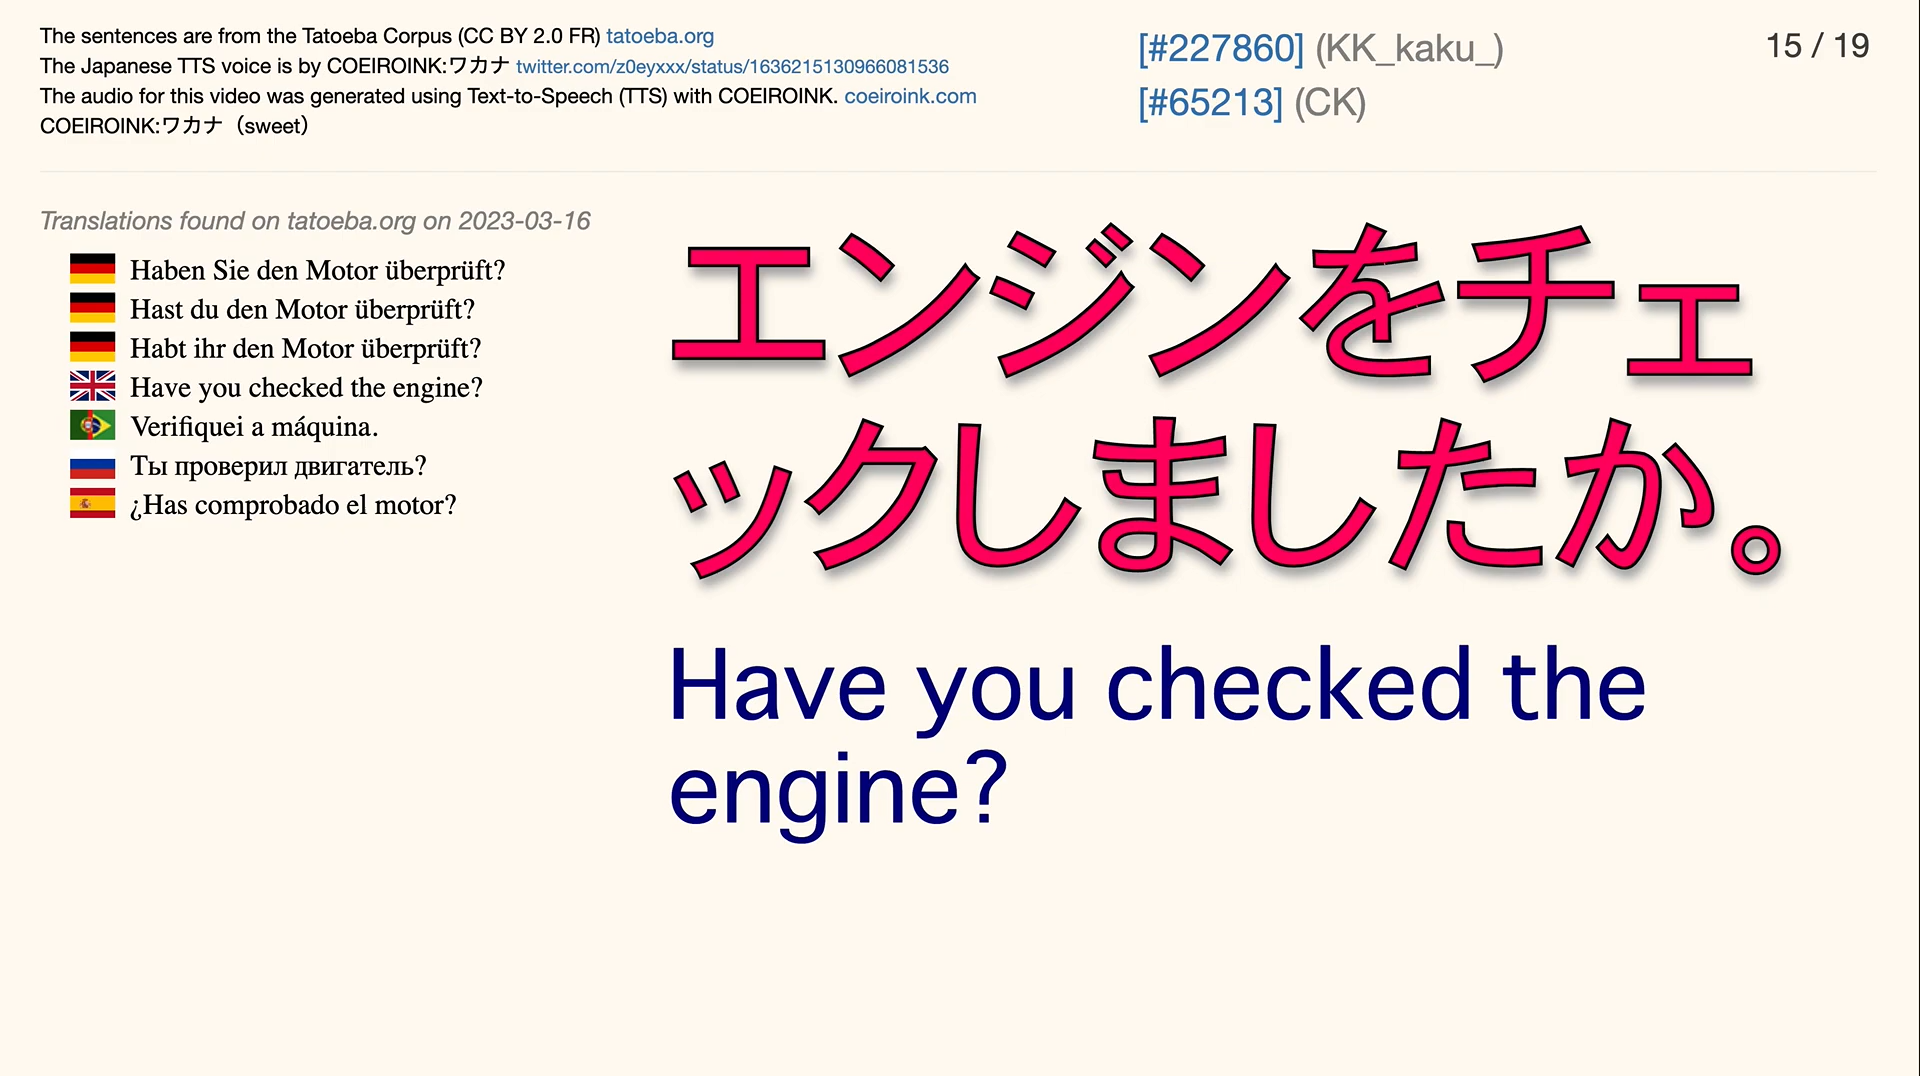 The sentences are from the Tatoeba Corpus (CC BY 2.0 FR) tatoeba.org
The Japanese TTS voice is by COEIROINK:ワカナ twitter.com/z0eyxxx/status/1636215130966081536
The audio for this video was generated using Text-to-Speech (TTS) with COEIROINK. coeiroink.com
COEIROINK:ワカナ（sweet）
[#227860] (KK_kaku_)
[#65213] (CK)
15 / 19
Translations found on tatoeba.org on 2023-03-16
Haben Sie den Motor überprüft?
Hast du den Motor überprüft?
Habt ihr den Motor überprüft?
Have you checked the engine?
Verifiquei a máquina.
Ты проверил двигатель?
¿Has comprobado el motor?
エンジンをチェ
ックしましたか。
Have you checked the
engine?